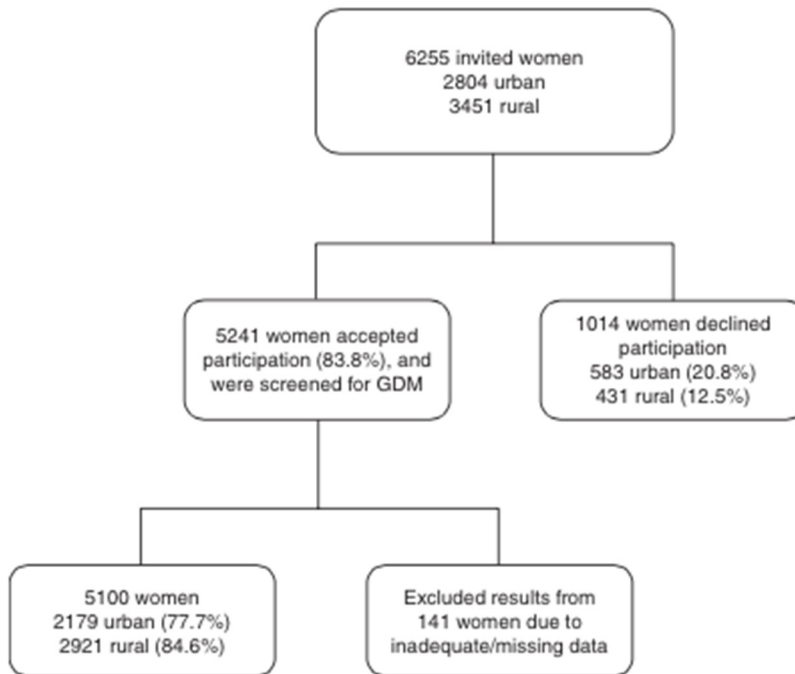 6255 invited women
2804 urban
3451 rural
5241 women accepted
participation (83.8%), and
were screened for GDM
1014 women declined
participation
583 urban (20.8%)
431 rural (12.5%)
5100 women
2179 urban (77.7%)
2921 rural (84.6%)
Excluded results from
141 women due to
inadequate/missing data